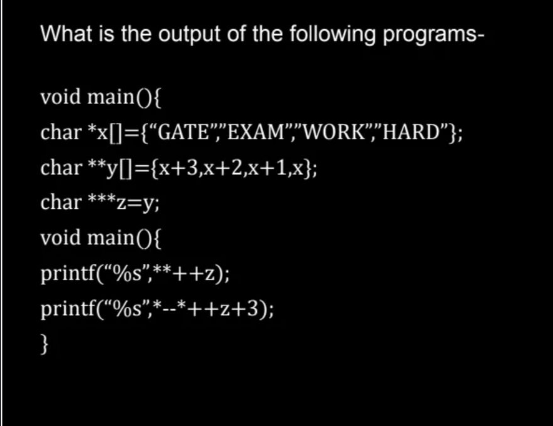 What is the output of the following programs-
void main(){
char *x[]={“GATE”,”EXAM”,”WORK”,”HARD”};
char **y[]={x+3,x+2,x+1,x};
char ***z=y;
void main(){
printf(“%s”,**++z);
printf(“%s”,*--*++z+3);
}